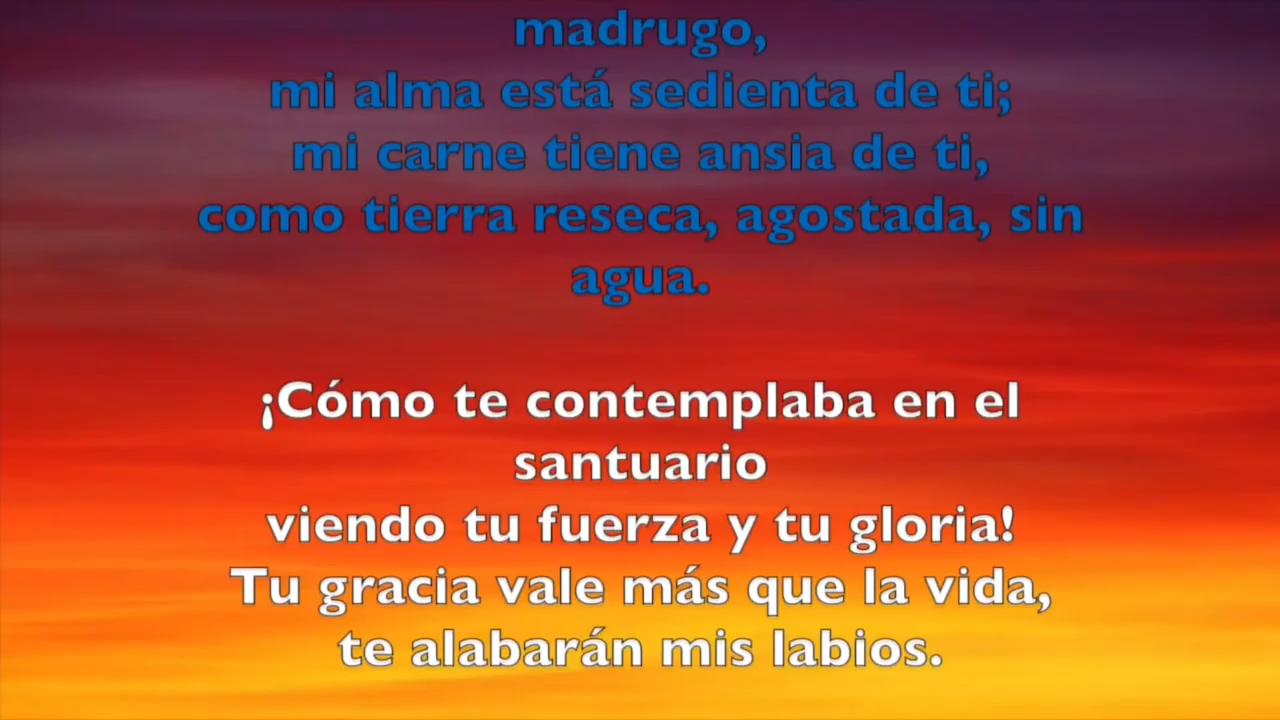 madrugo,
mi alma está sedienta de ti;
mi carne tiene ansia de ti,
como tierra reseca, agostada, sin
agua.
¡Cómo te contemplaba en el
santuario
viendo tu fuerza y tu gloria!
Tu gracia vale más que la vida,
te alabarán mis labios.